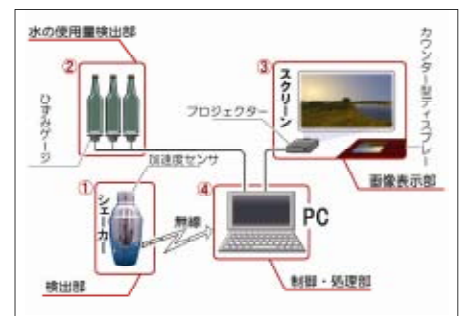 水の使用量検出部
②
ひずみゲージ
③
スクリーン
プロジェクター
カウンター型ディスプレー
画像表示部
①
シェーカー
加速度センサ
無線
検出部
④
PC
制御・処理部